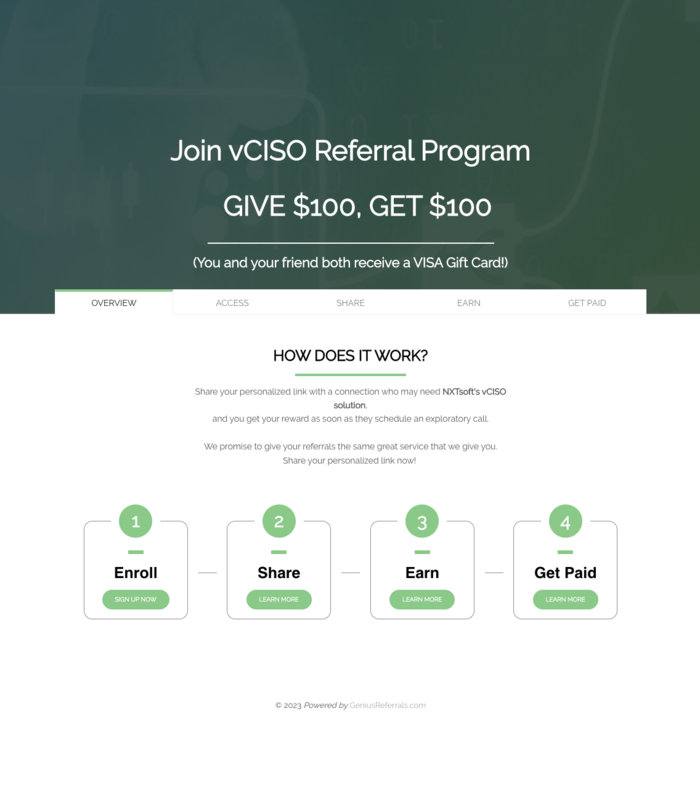 Join vCISO Referral Program
GIVE $100, GET $100
(You and your friend both receive a VISA Gift Card!)
OVERVIEW
ACCESS
SHARE
EARN
GET PAID
HOW DOES IT WORK?
Share your personalized link with a connection who may need NXTsoft's vCISO
solution,
and you get your reward as soon as they schedule an exploratory call.
We promise to give your referrals the same great service that we give you.
Share your personalized link now!
1
Enroll
SIGN UP NOW
2
Share
LEARN MORE
3
Earn
LEARN MORE
4
Get Paid
LEARN MORE
© 2023 Powered by GeniusReferrals.com